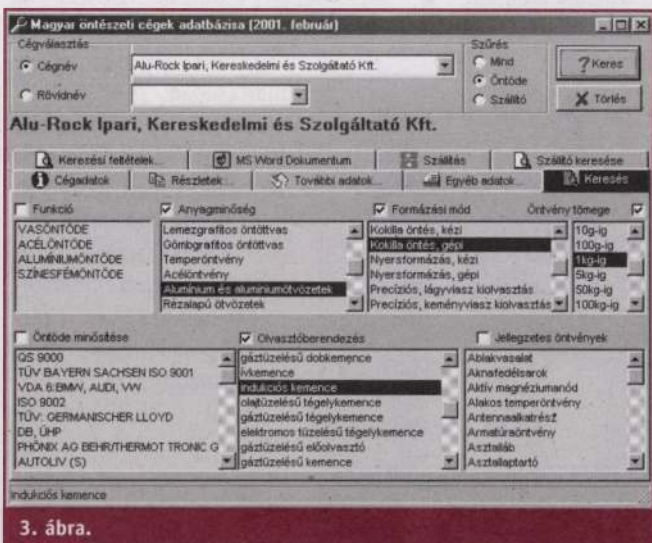 Magyar öntészeti cégek adatbázisa (2001. február)
Cégválasztás
Cégnév
Alu-Rock Ipari, Kereskedelmi és Szolgáltató Kft.
Rövidnév
Szűrés
Mind
Öntöde
Szállító
? Keres
X Törlés
Alu-Rock Ipari, Kereskedelmi és Szolgáltató Kft.
Keresési feltételek...
MS Word Dokumentum
Szállítás
Szállító keresése
Cégadatok
Részletek...
További adatok...
Egyéb adatok...
Keresés
Funkció
VASÖNTÖDE
ACÉLÖNTÖDE
ALUMÍNIUMÖNTÖDE
SZÍNESFÉMÖNTÖDE
Anyagminőség
Lemezgrafitos öntöttvas
Gömbgrafitos öntöttvas
Temperöntvény
Acélöntvény
Alumínium és alumíniumötvözetek
Rézalapú ötvözetek
Formázási mód
Kokilla öntés, kézi
Kokilla öntés, gépi
Nyersformázás, kézi
Nyersformázás, gépi
Precíziós, lágyviasz kiolvasztás
Precíziós, keményviasz kiolvasztás
Öntvény tömege
10g-ig
100g-ig
1kg-ig
5kg-ig
50kg-ig
100kg-ig
Öntöde minősítése
QS 9000
TÜV BAYERN SACHSEN ISO 9001
VDA 6:BMW, AUDI, VW
ISO 9002
TÜV: GERMANISCHER LLOYD
DB, ÜHP
PHÖNIX AG BEHR/THERMOT TRONIC G
AUTOLIV (S)
Olvasztóberendezés
gáztüzelésű dobkemence
ívkemence
indukciós kemence
olajtüzelésű tégelykemence
gáztüzelésű tégelykemence
elektromos tüzelésű tégelykemence
gáztüzelésű előolvasztó
gáztüzelésű kemence
Jellegzetes öntvények
Ablakvasalat
Aknafedélsarok
Aktív magnéziumanód
Alakos temperöntvény
Antennaalkatrész
Armatúraöntvény
Asztalláb
Asztallaptartó
indukciós kemence
3. ábra.